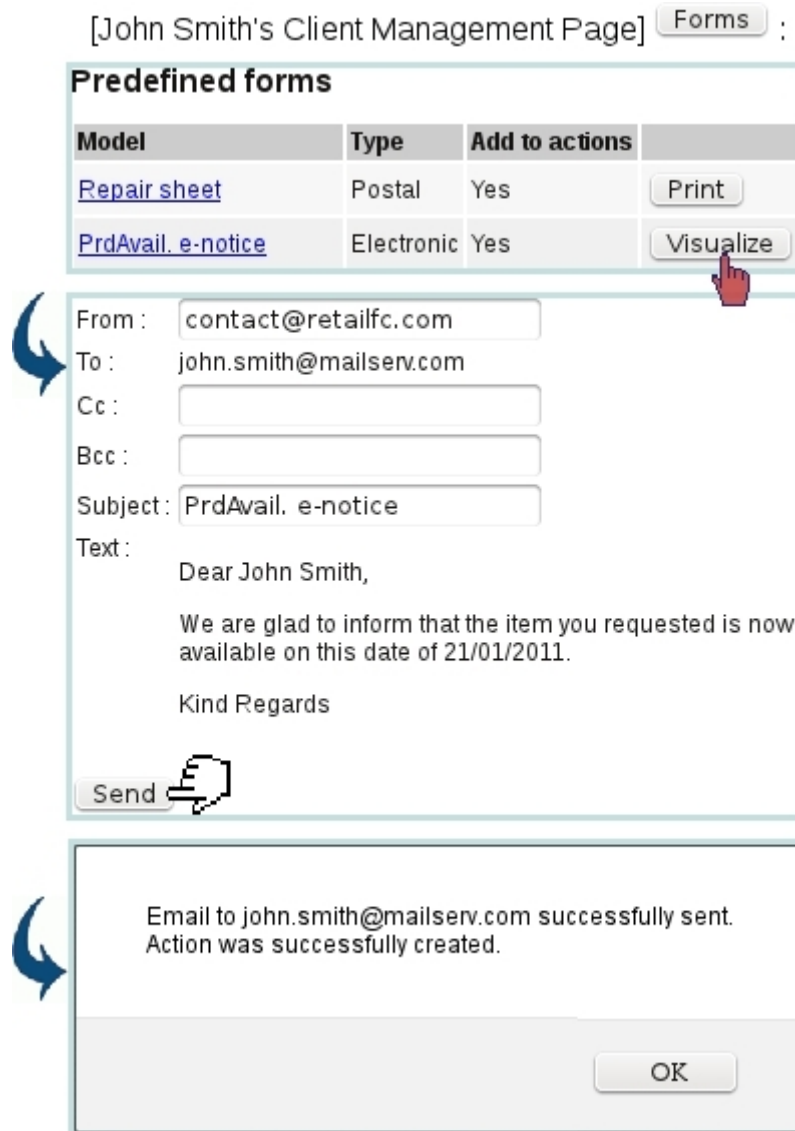 [John Smith's Client Management Page] Forms :
Predefined forms
Model Type Add to actions
Repair sheet Postal Yes Print
PrdAvail. e-notice Electronic Yes Visualize
From : contact@retailfc.com
To : john.smith@mailserv.com
Cc :
Bcc :
Subject : PrdAvail. e-notice
Text :
Dear John Smith,
We are glad to inform that the item you requested is now
available on this date of 21/01/2011.
Kind Regards
Send
Email to john.smith@mailserv.com successfully sent.
Action was successfully created.
OK